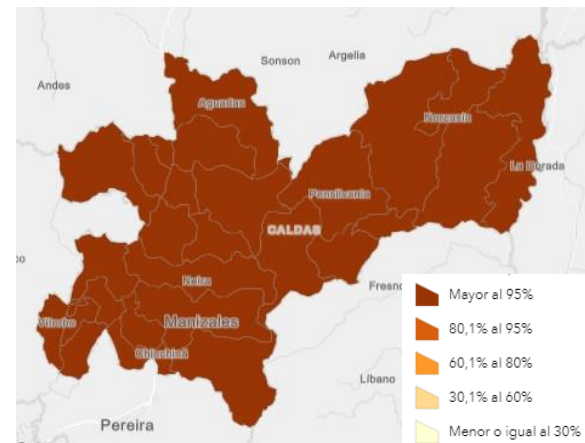 Sonson
Argelia
Andes
Aguadas
Norcasia
La Dorada
Pensilvania
CALDAS
Neira
Fresno
Manizales
Viterbo
Chinchiná
Líbano
Pereira
Mayor al 95%
80,1% al 95%
60,1% al 80%
30,1% al 60%
Menor o igual al 30%